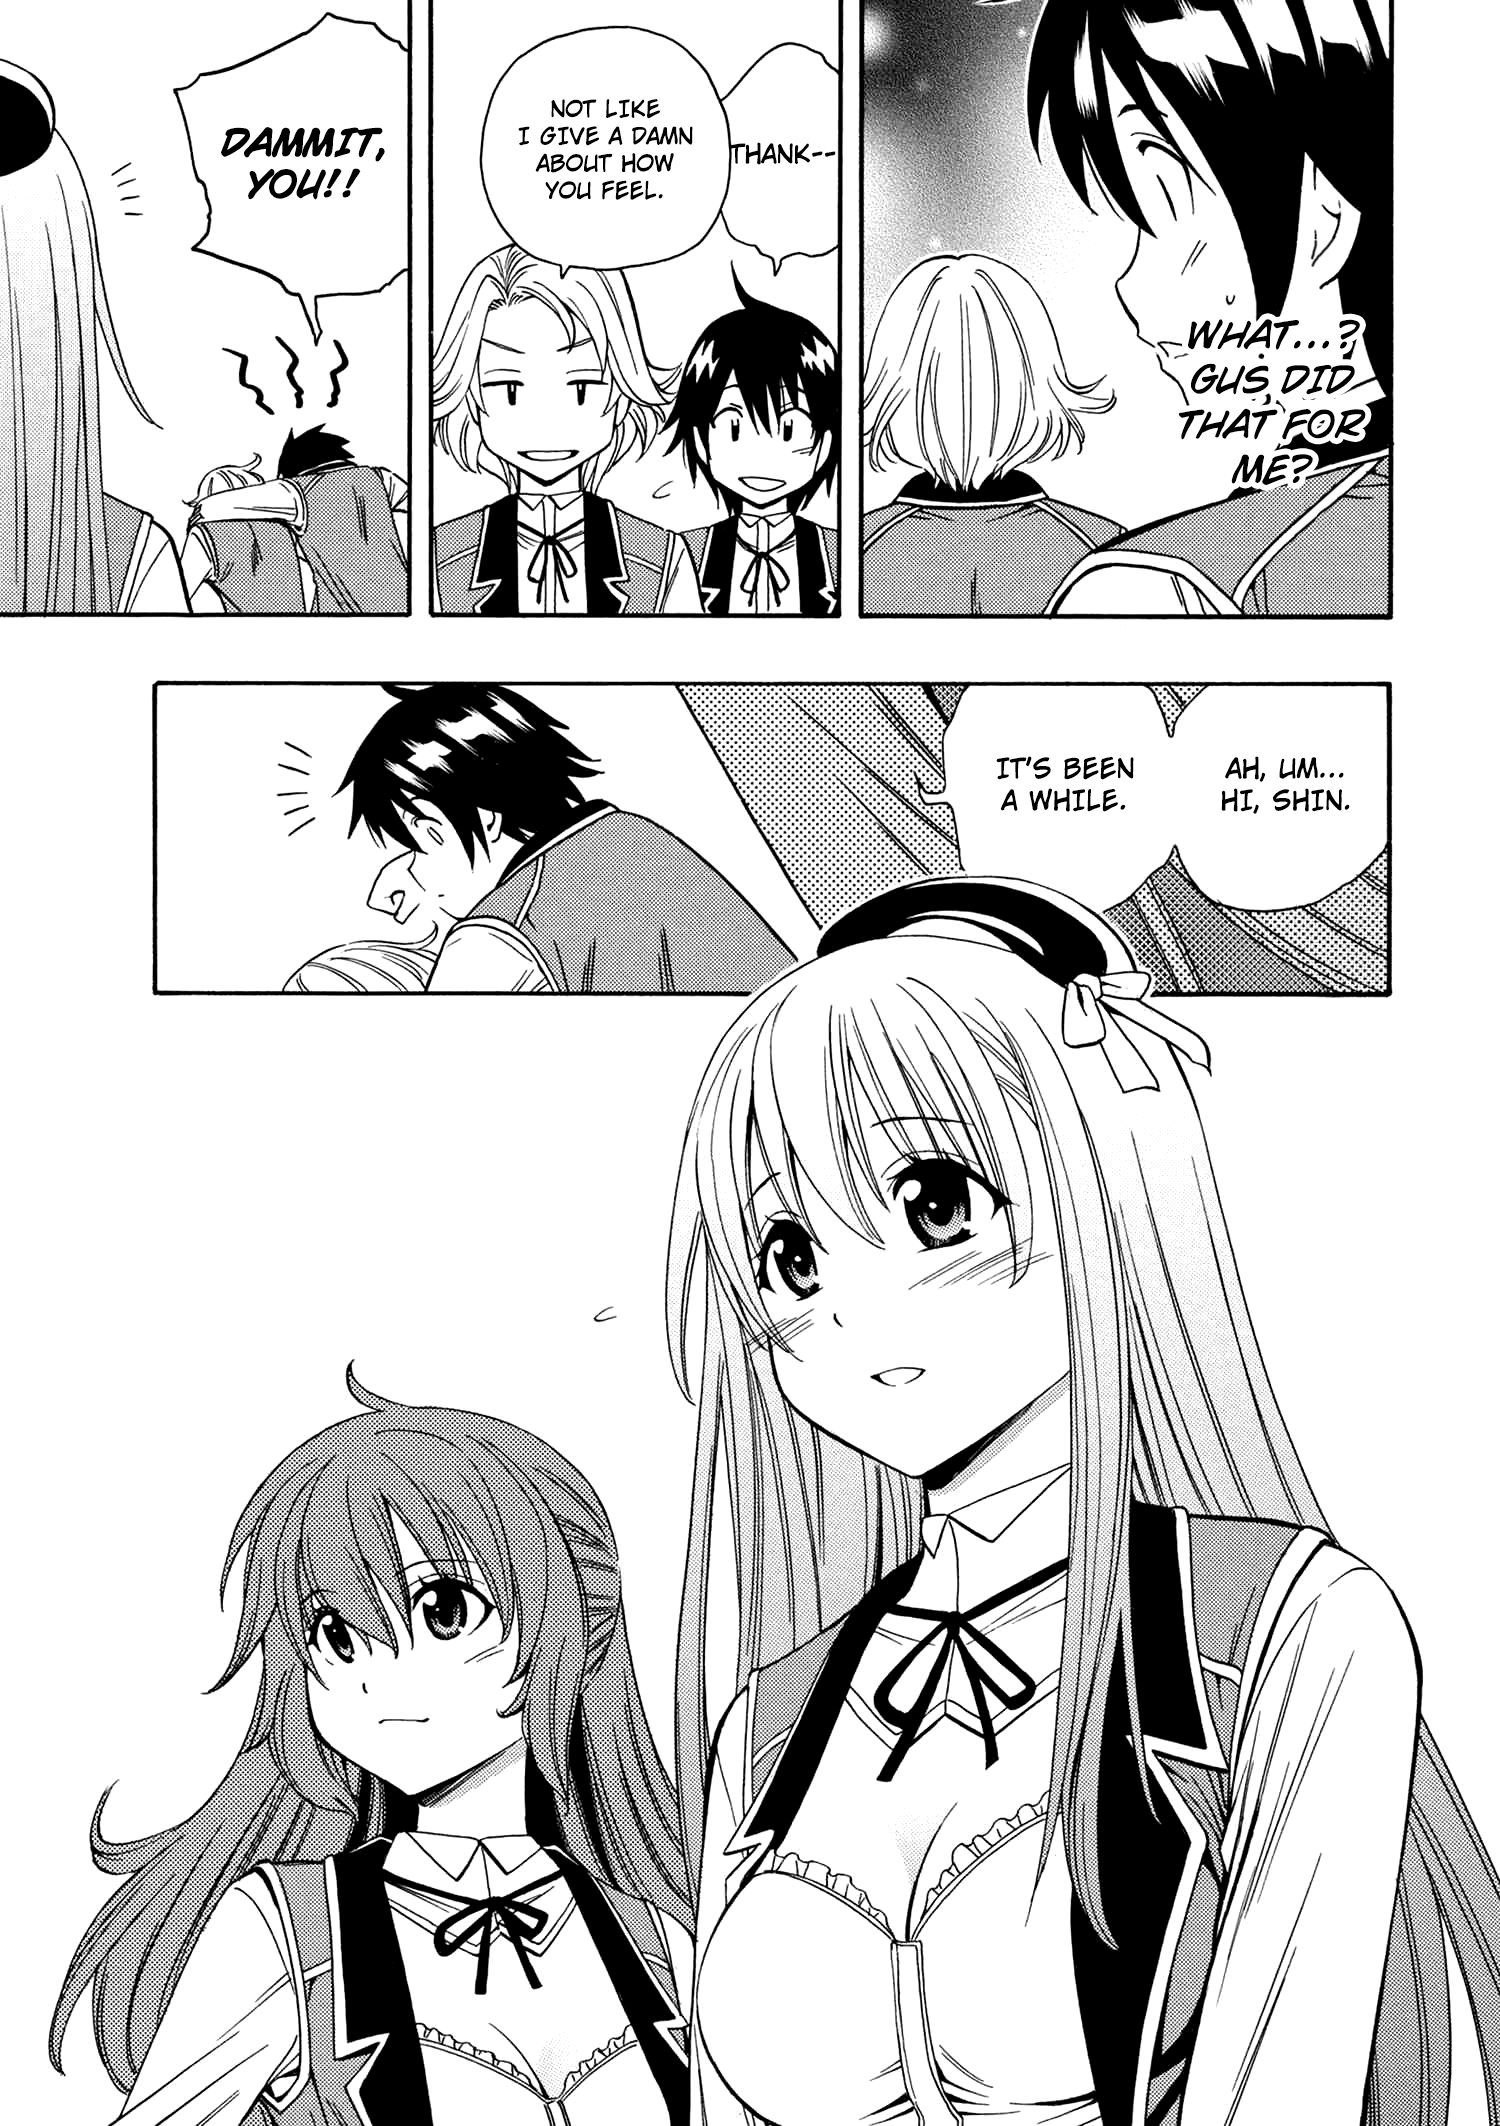 WHAT...?
GUS DID
THAT FOR
ME?
THANK--
NOT LIKE
I GIVE A DAMN
ABOUT HOW
YOU FEEL.
DAMMIT,
YOU!!
AH, UM...
HI, SHIN.
IT'S BEEN
A WHILE.